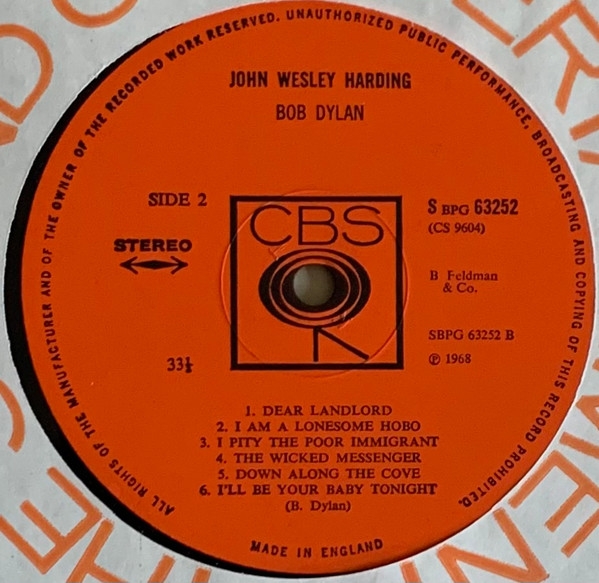 ALL RIGHTS OF THE MANUFACTURER AND OF THE OWNER OF THE RECORDED WORK RESERVED. UNAUTHORIZED PUBLIC PERFORMANCE, BROADCASTING AND COPYING OF THIS RECORD PROHIBITED.
JOHN WESLEY HARDING
BOB DYLAN
SIDE 2
S BPG 63252
(CS 9604)
CBS
STEREO
B Feldman
& Co.
SBPG 63252 B
33⅓
℗ 1968
1. DEAR LANDLORD
2. I AM A LONESOME HOBO
3. I PITY THE POOR IMMIGRANT
4. THE WICKED MESSENGER
5. DOWN ALONG THE COVE
6. I'LL BE YOUR BABY TONIGHT
(B. Dylan)
MADE IN ENGLAND